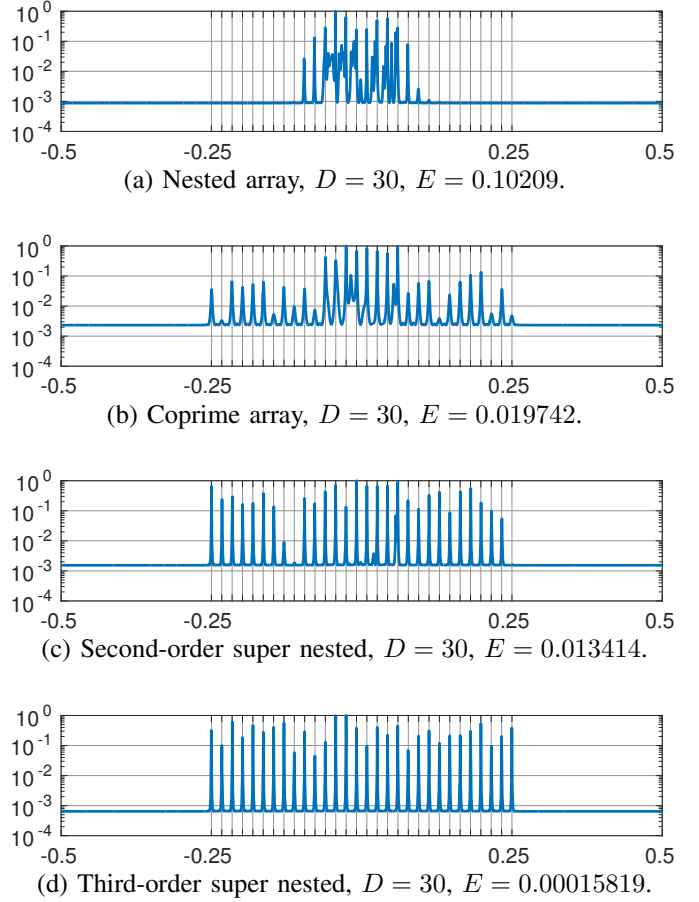 10^0
10^-1
10^-2
10^-3
10^-4
-0.5 -0.25 0.25 0.5
(a) Nested array, D = 30, E = 0.10209.
10^0
10^-1
10^-2
10^-3
10^-4
-0.5 -0.25 0.25 0.5
(b) Coprime array, D = 30, E = 0.019742.
10^0
10^-1
10^-2
10^-3
10^-4
-0.5 -0.25 0.25 0.5
(c) Second-order super nested, D = 30, E = 0.013414.
10^0
10^-1
10^-2
10^-3
10^-4
-0.5 -0.25 0.25 0.5
(d) Third-order super nested, D = 30, E = 0.00015819.